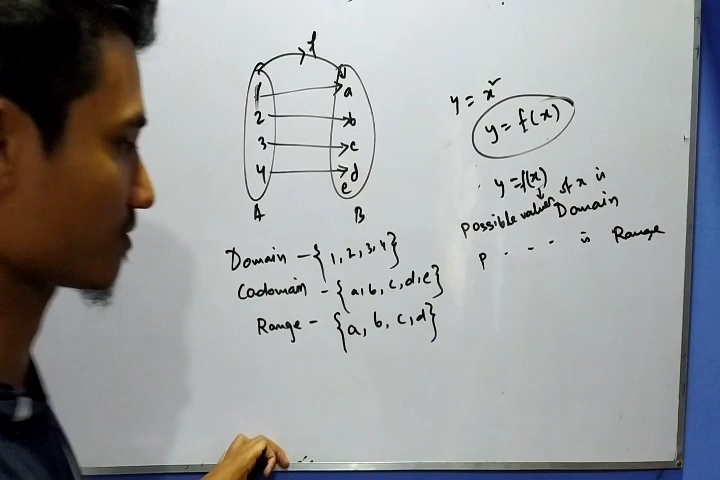 f
1 a
2 b
3 c
4 d
e
A B
Domain - {1, 2, 3, 4}
Codomain - {a, b, c, d, e}
Range - {a, b, c, d}
y = x²
y = f(x)
y = f(x)
Possible values of x is
Domain
P - - - is Range